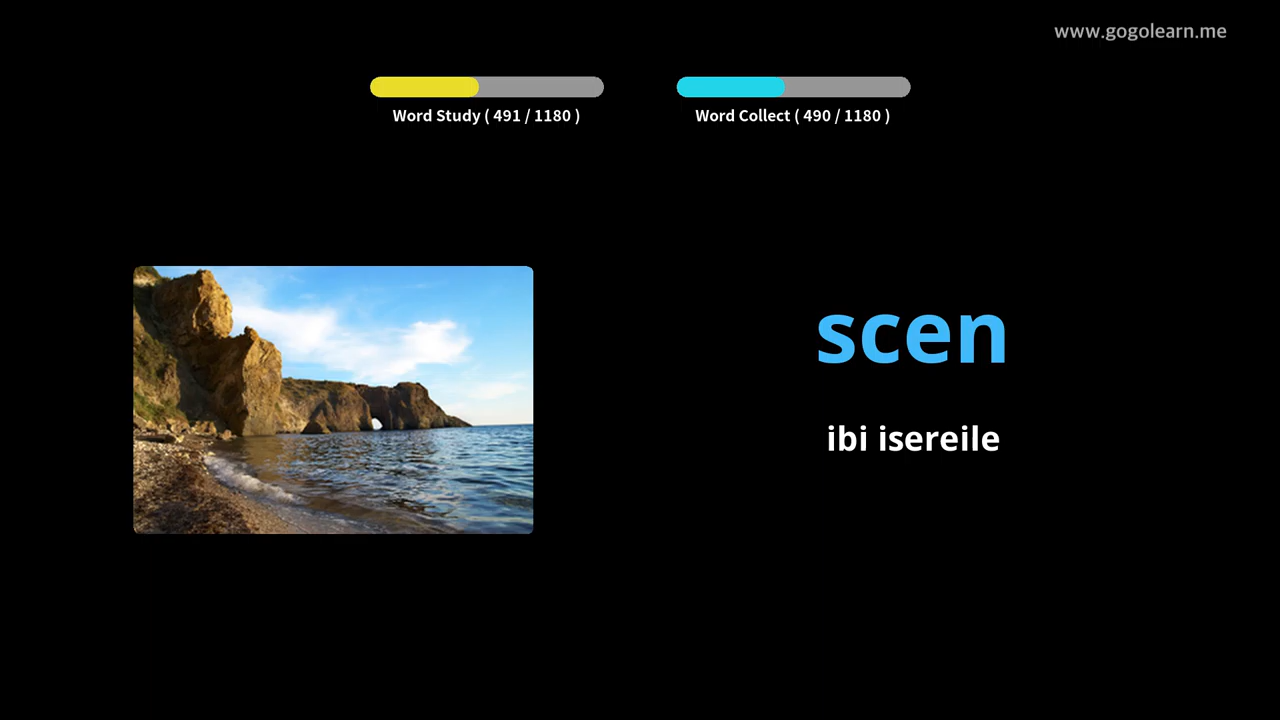 www.gogolearn.me
Word Study ( 491 / 1180 )
Word Collect ( 490 / 1180 )
scen
ibi isereile